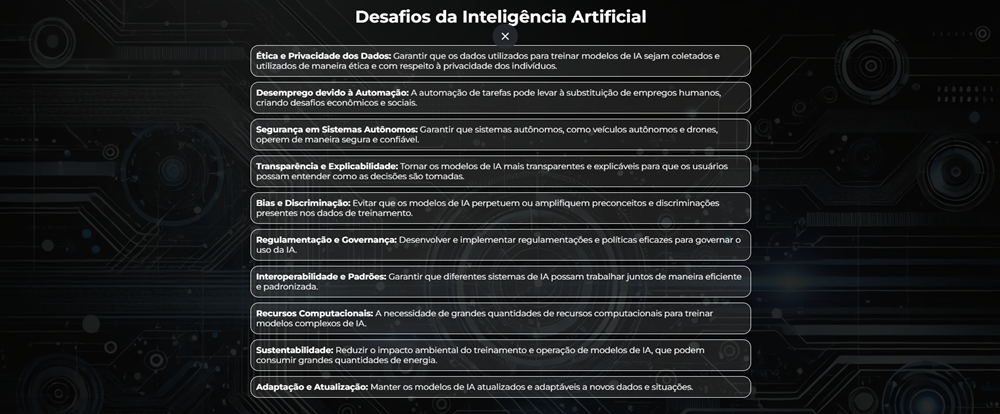 Desafios da Inteligência Artificial
Ética e Privacidade dos Dados: Garantir que os dados utilizados para treinar modelos de IA sejam coletados e
utilizados de maneira ética e com respeito à privacidade dos indivíduos.
Desemprego devido à Automação: A automação de tarefas pode levar à substituição de empregos humanos,
criando desafios econômicos e sociais.
Segurança em Sistemas Autônomos: Garantir que sistemas autônomos, como veículos autônomos e drones,
operem de maneira segura e confiável.
Transparência e Explicabilidade: Tornar os modelos de IA mais transparentes e explicáveis para que os usuários
possam entender como as decisões são tomadas.
Bias e Discriminação: Evitar que os modelos de IA perpetuem ou amplifiquem preconceitos e discriminações
presentes nos dados de treinamento.
Regulamentação e Governança: Desenvolver e implementar regulamentações e políticas eficazes para governar o
uso da IA.
Interoperabilidade e Padrões: Garantir que diferentes sistemas de IA possam trabalhar juntos de maneira eficiente
e padronizada.
Recursos Computacionais: A necessidade de grandes quantidades de recursos computacionais para treinar
modelos complexos de IA.
Sustentabilidade: Reduzir o impacto ambiental do treinamento e operação de modelos de IA, que podem
consumir grandes quantidades de energia.
Adaptação e Atualização: Manter os modelos de IA atualizados e adaptáveis a novos dados e situações.